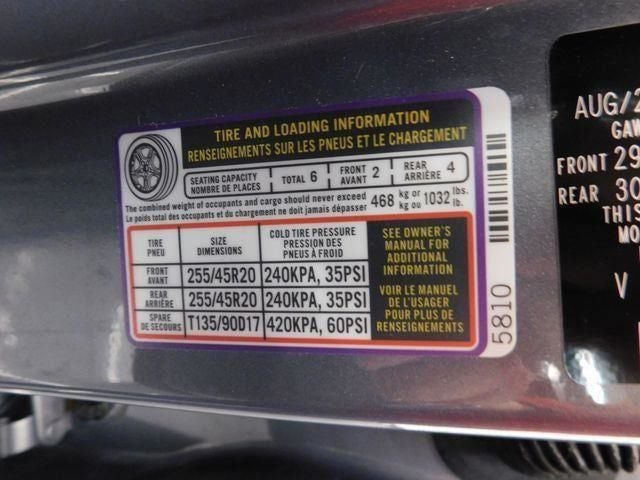 TIRE AND LOADING INFORMATION
RENSEIGNEMENTS SUR LES PNEUS ET LE CHARGEMENT
SEATING CAPACITY
NOMBRE DE PLACES
TOTAL 6
FRONT
AVANT 2
REAR
ARRIÈRE 4
The combined weight of occupants and cargo should never exceed
Le poids total des occupants et du chargement ne doit jamais dépasser
468 kg or
kg ou 1032 lbs.
lb.
TIRE
PNEU
SIZE
DIMENSIONS
COLD TIRE PRESSURE
PRESSION DES
PNEUS À FROID
FRONT
AVANT
255/45R20
240KPA, 35PSI
REAR
ARRIÈRE
255/45R20
240KPA, 35PSI
SPARE
DE SECOURS
T135/90D17
420KPA, 60PSI
SEE OWNER'S
MANUAL FOR
ADDITIONAL
INFORMATION
VOIR LE MANUEL
DE L'USAGER
POUR PLUS DE
RENSEIGNEMENTS
5810
AUG/2
GAW
FRONT 29
REAR 30
THIS
MO
V